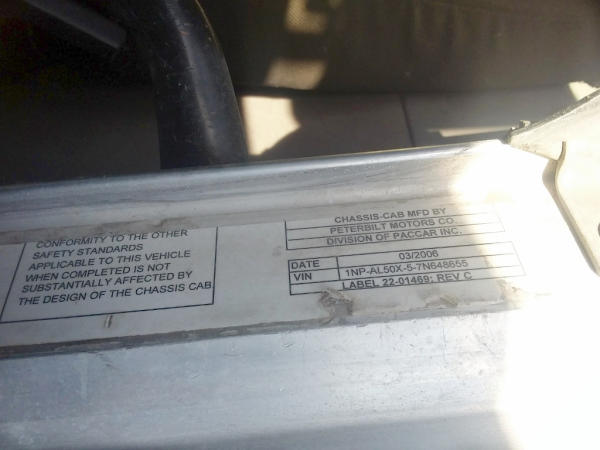 CONFORMITY TO THE OTHER
SAFETY STANDARDS
APPLICABLE TO THIS VEHICLE
WHEN COMPLETED IS NOT
SUBSTANTIALLY AFFECTED BY
THE DESIGN OF THE CHASSIS CAB
CHASSIS-CAB MFD BY
PETERBILT MOTORS CO.
DIVISION OF PACCAR INC.
DATE 03/2006
VIN 1NP-AL50X-5-7N648655
LABEL 22-01469; REV C